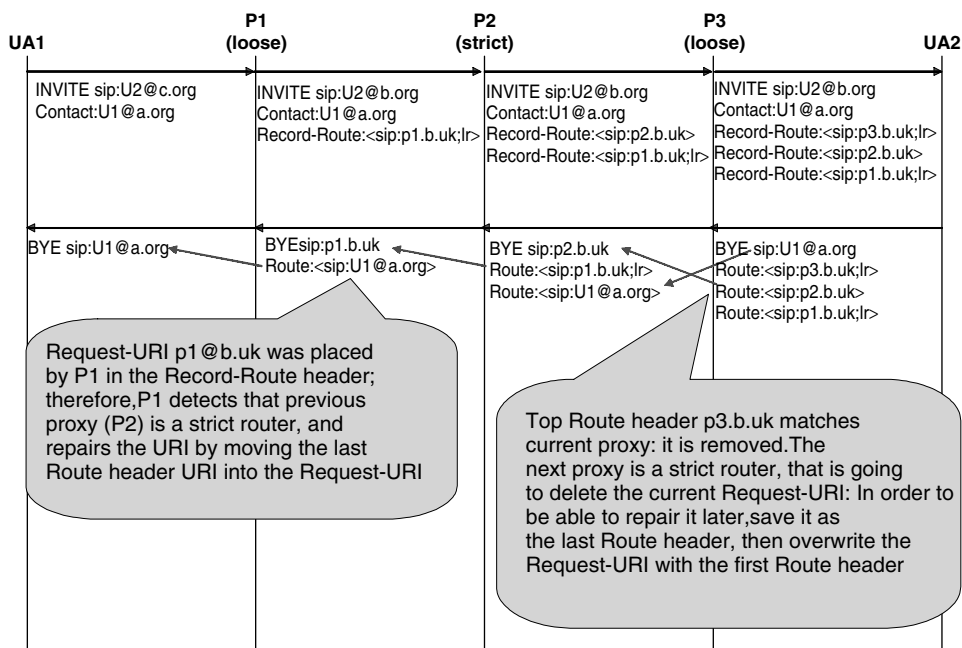 UA1
P1
(loose)
P2
(strict)
P3
(loose)
UA2
INVITE sip:U2@c.org
Contact:U1@a.org
INVITE sip:U2@b.org
Contact:U1@a.org
Record-Route:<sip:p1.b.uk;lr>
INVITE sip:U2@b.org
Contact:U1@a.org
Record-Route:<sip:p2.b.uk>
Record-Route:<sip:p1.b.uk;lr>
INVITE sip:U2@b.org
Contact:U1@a.org
Record-Route:<sip:p3.b.uk;lr>
Record-Route:<sip:p2.b.uk>
Record-Route:<sip:p1.b.uk;lr>
BYE sip:U1@a.org
BYEsip:p1.b.uk
Route:<sip:U1@a.org>
BYE sip:p2.b.uk
Route:<sip:p1.b.uk;lr>
Route:<sip:U1@a.org>
BYE sip:U1@a.org
Route:<sip:p3.b.uk;lr>
Route:<sip:p2.b.uk>
Route:<sip:p1.b.uk;lr>
Request-URI p1@b.uk was placed
by P1 in the Record-Route header;
therefore,P1 detects that previous
proxy (P2) is a strict router, and
repairs the URI by moving the last
Route header URI into the Request-URI
Top Route header p3.b.uk matches
current proxy: it is removed.The
next proxy is a strict router, that is going
to delete the current Request-URI: In order to
be able to repair it later,save it as
the last Route header, then overwrite the
Request-URI with the first Route header